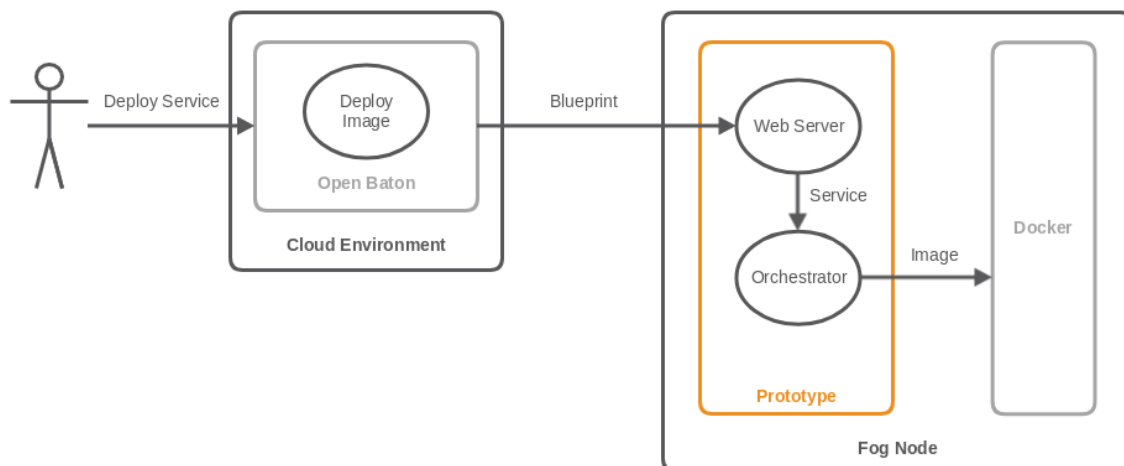 Deploy Service
Deploy
Image
Open Baton
Cloud Environment
Blueprint
Web Server
Service
Orchestrator
Image
Prototype
Docker
Fog Node